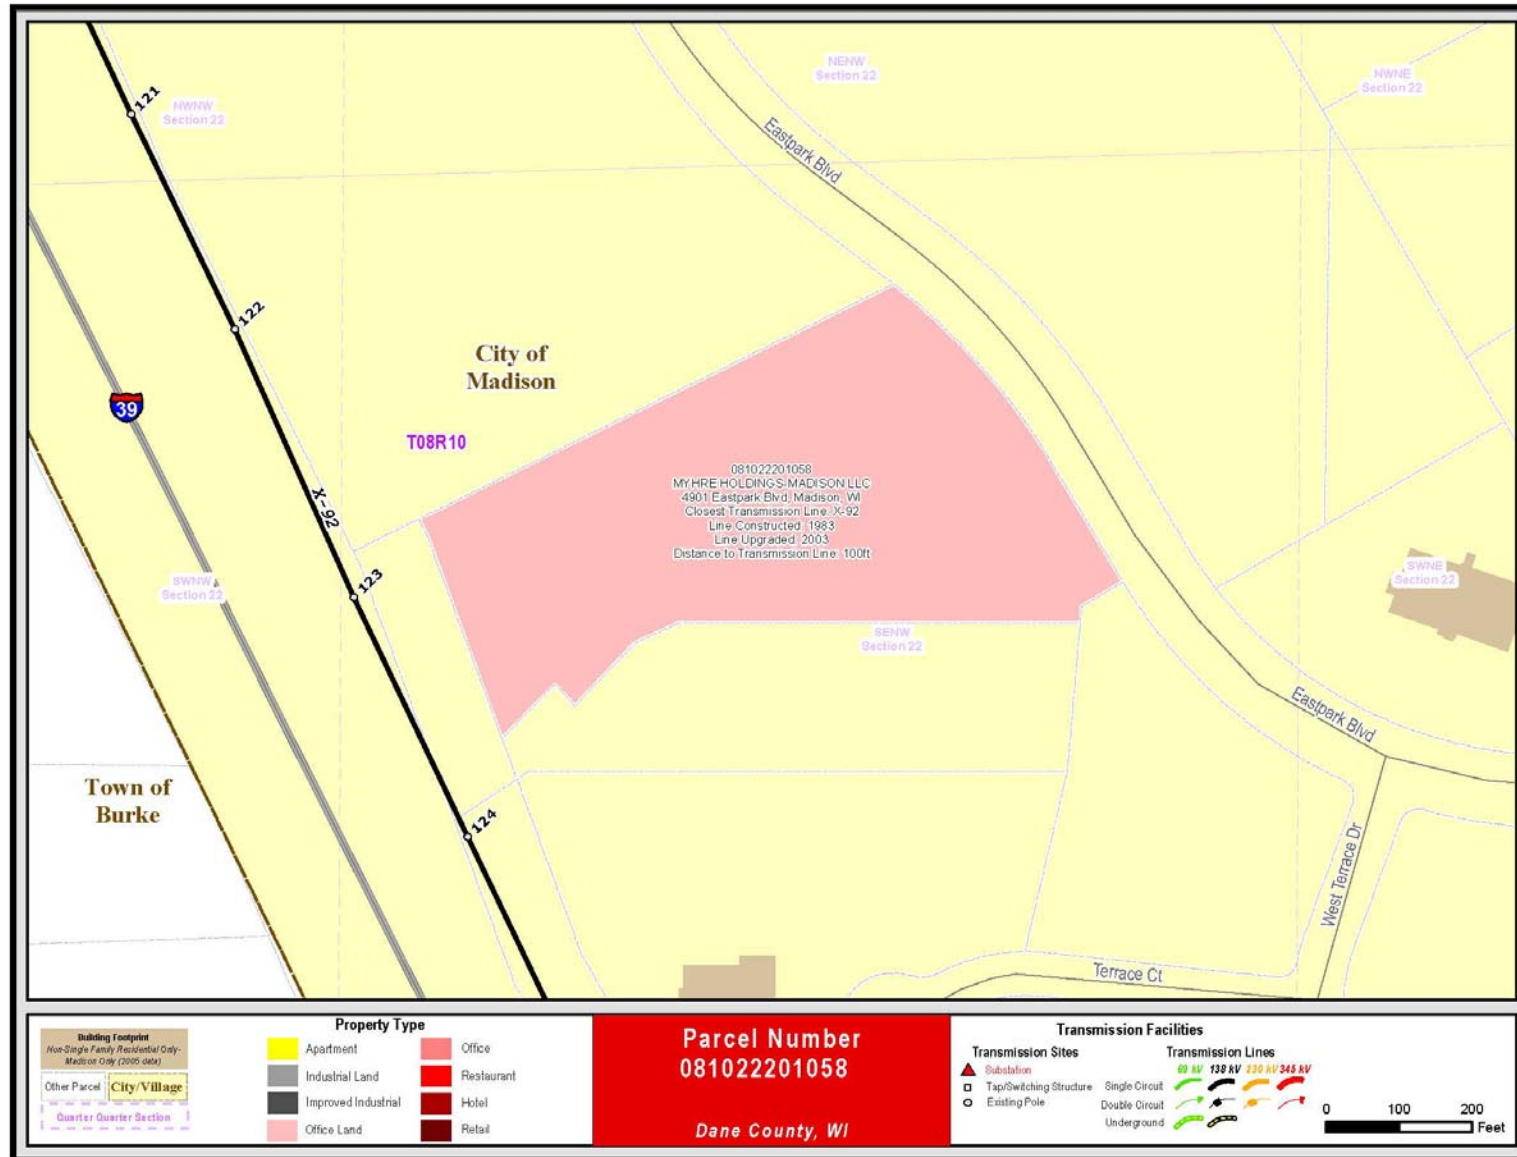 121
NWNW
Section 22
NENW
Section 22
NWNE
Section 22
Eastpark Blvd
122
City of
Madison
39
T08R10
X-92
081022201058
MYHRE HOLDINGS-MADISON LLC
4901 Eastpark Blvd, Madison, WI
Closest Transmission Line: X-92
Line Constructed: 1983
Line Upgraded: 2003
Distance to Transmission Line: 100ft
123
SWNW
Section 22
SWNE
Section 22
SENW
Section 22
Eastpark Blvd
Town of
Burke
124
West Terrace Dr
Terrace Ct
Building Footprint
Non-Single Family Residential Only-
Madison Only (2005 data)
Other Parcel
City/Village
Quarter Quarter Section
Property Type
Apartment
Industrial Land
Improved Industrial
Office Land
Office
Restaurant
Hotel
Retail
Parcel Number
081022201058
Dane County, WI
Transmission Facilities
Transmission Sites
Substation
Tap/Switching Structure
Existing Pole
Transmission Lines
69 kV 138 kV 230 kV 345 kV
Single Circuit
Double Circuit
Underground
0 100 200
Feet